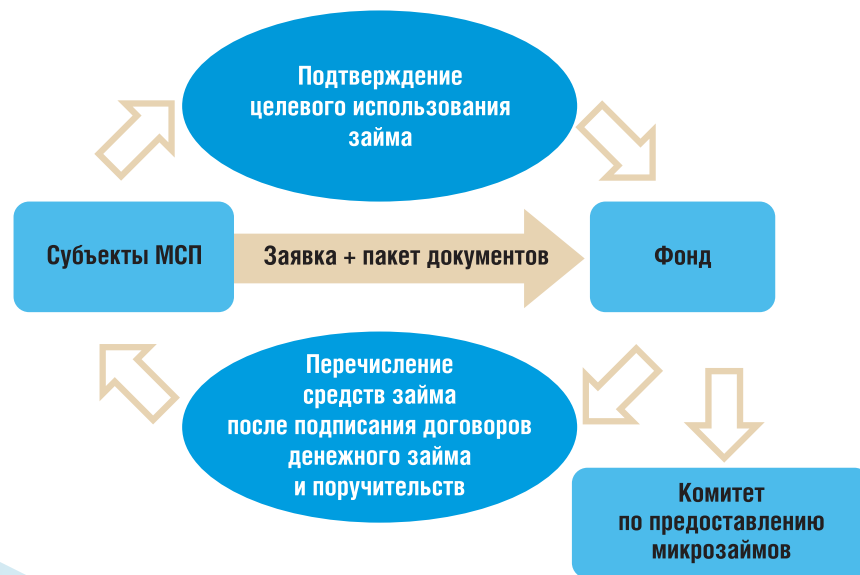 Подтверждение
целевого использования
займа
Субъекты МСП
Заявка + пакет документов
Фонд
Перечисление
средств займа
после подписания договоров
денежного займа
и поручительств
Комитет
по предоставлению
микрозаймов